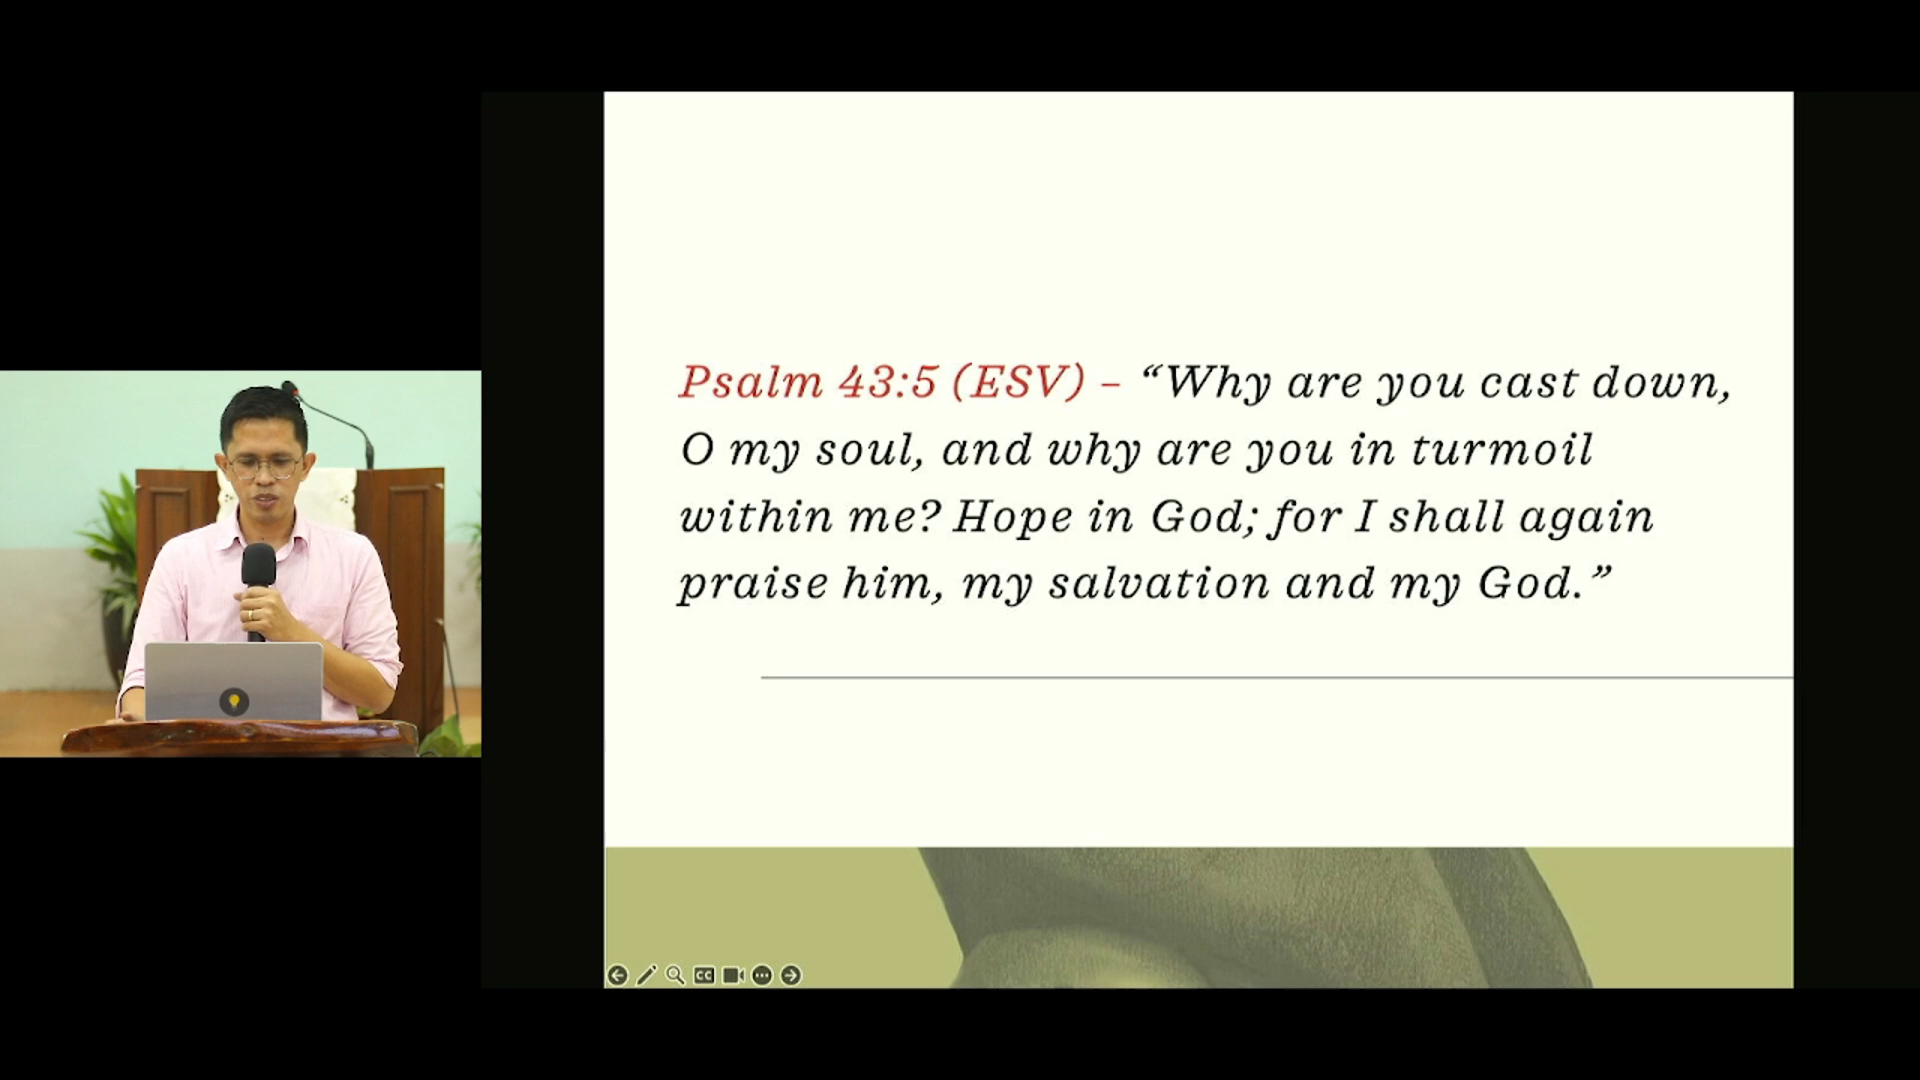 Psalm 43:5 (ESV) – “Why are you cast down,
O my soul, and why are you in turmoil
within me? Hope in God; for I shall again
praise him, my salvation and my God.”
CC